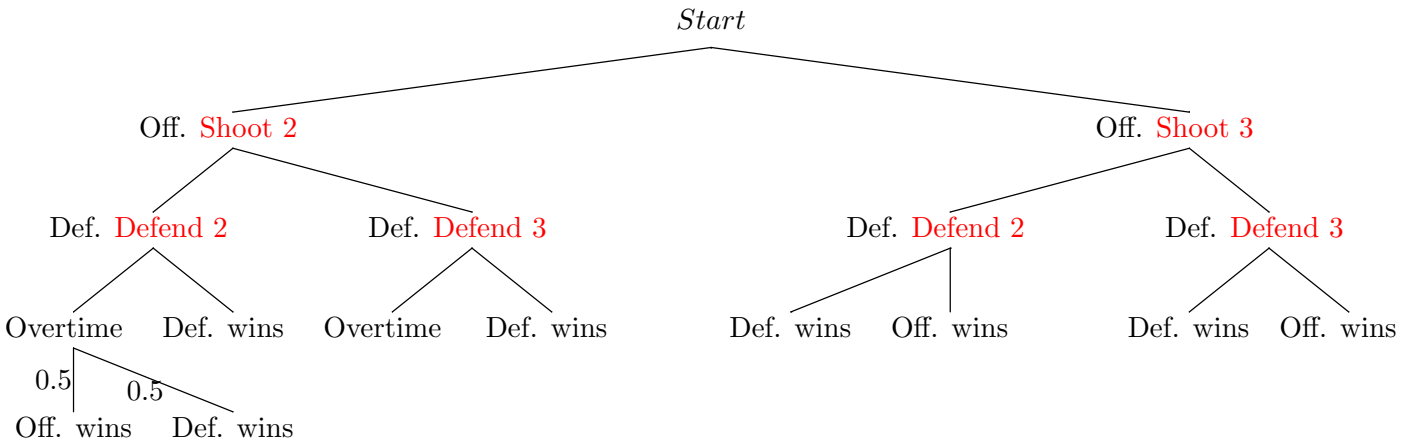 Start
Off. Shoot 2 Off. Shoot 3
Def. Defend 2 Def. Defend 3 Def. Defend 2 Def. Defend 3
Overtime Def. wins Overtime Def. wins Def. wins Off. wins Def. wins Off. wins
0.5 0.5
Off. wins Def. wins